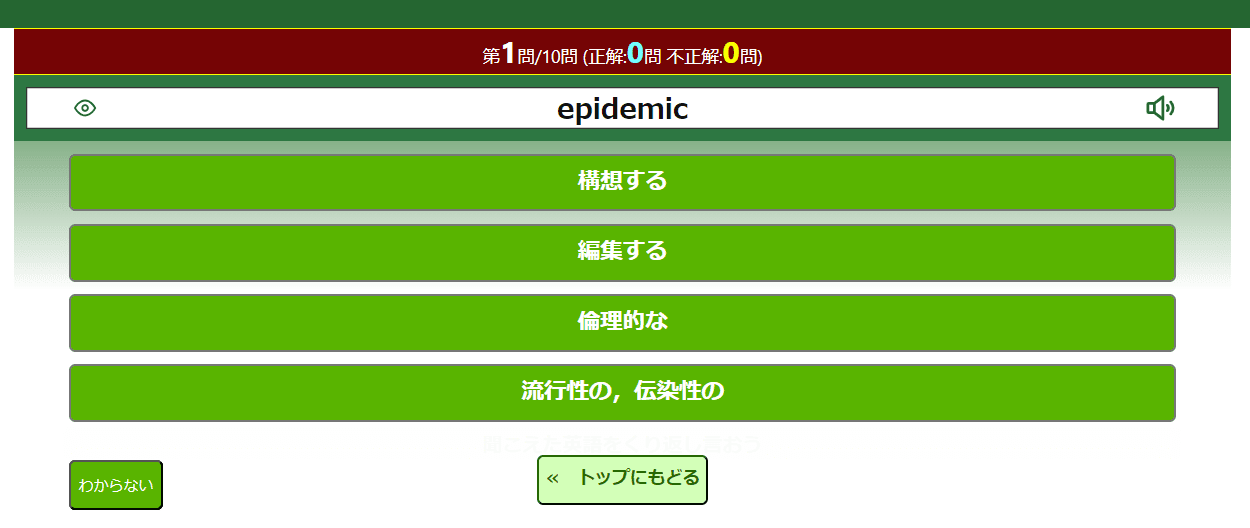 第1問/10問 (正解:0問 不正解:0問)
epidemic
構想する
編集する
倫理的な
流行性の，伝染性の
聞こえた英語をくり返し言おう
わからない
« トップにもどる